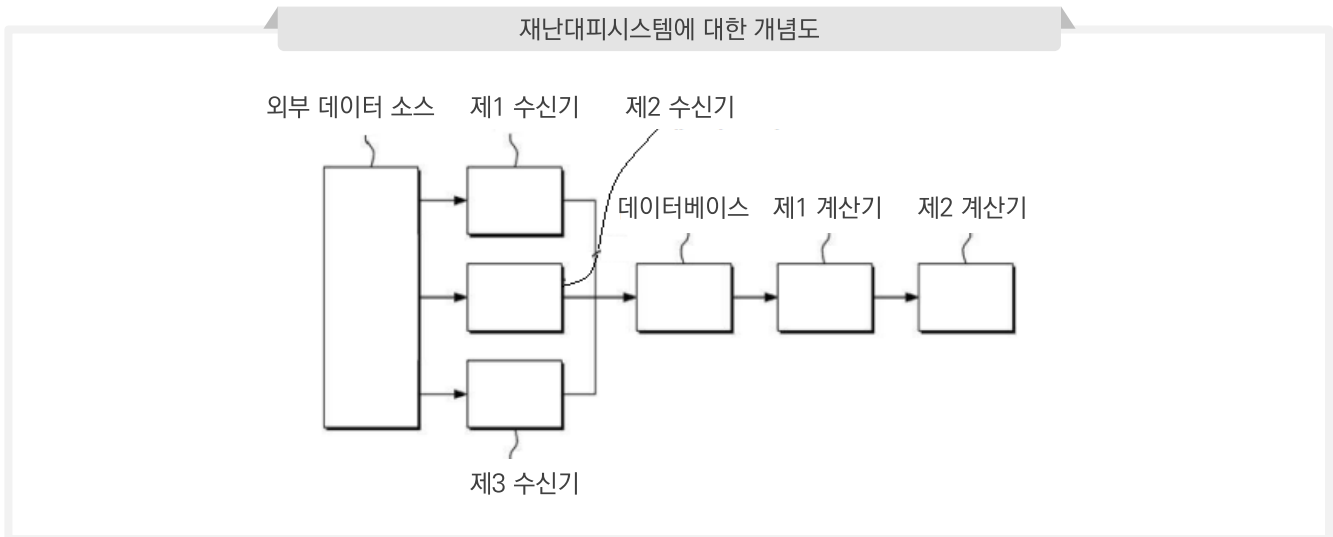 재난대피시스템에 대한 개념도
외부 데이터 소스 제1 수신기 제2 수신기
데이터베이스 제1 계산기 제2 계산기
제3 수신기